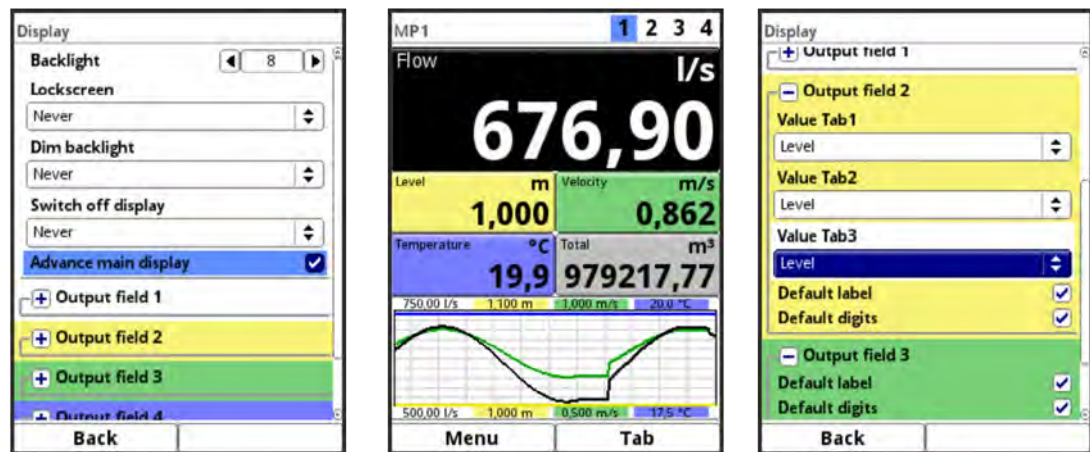 Display
Backlight 8
Lockscreen
Never
Dim backlight
Never
Switch off display
Never
Advance main display
Output field 1
Output field 2
Output field 3
Output field 4
Back
MP1 1 2 3 4
Flow l/s
676,90
Level m Velocity m/s
1,000 0,862
Temperature °C Total m³
19,9 979217,77
750,00 l/s 1,100 m 1,000 m/s 20,0 °C
500,00 l/s 1,000 m 0,500 m/s 17,5 °C
Menu Tab
Display
Output field 1
Output field 2
Value Tab1
Level
Value Tab2
Level
Value Tab3
Level
Default label
Default digits
Output field 3
Default label
Default digits
Back